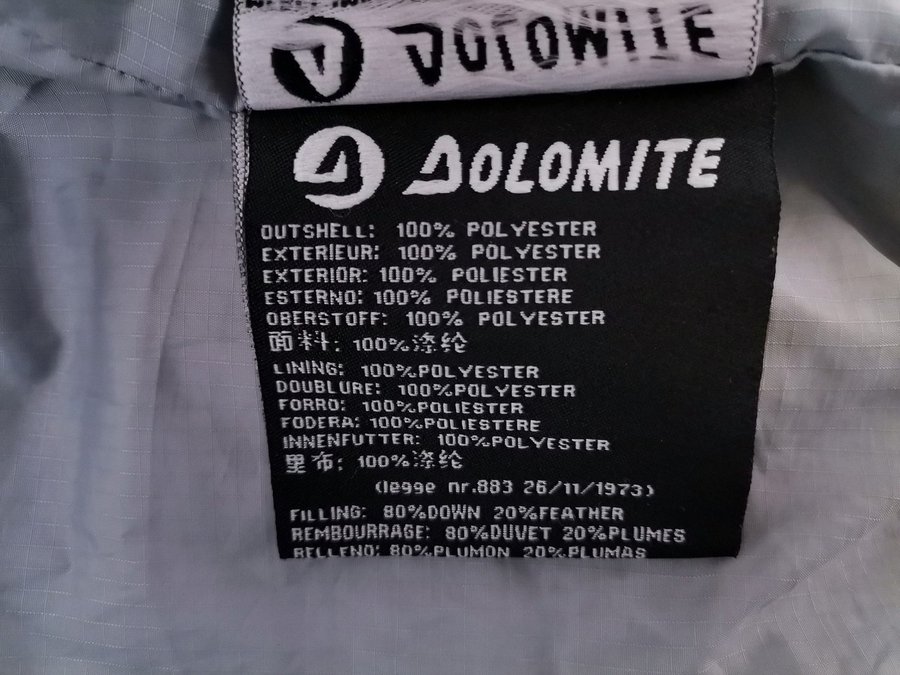 DOLOMITE
DOLOMITE
OUTSHELL: 100% POLYESTER
EXTERIEUR: 100% POLYESTER
EXTERIOR: 100% POLIESTER
ESTERNO: 100% POLIESTERE
OBERSTOFF: 100% POLYESTER
面料: 100%涤纶
LINING: 100%POLYESTER
DOUBLURE: 100%POLYESTER
FORRO: 100%POLIESTER
FODERA: 100%POLIESTERE
INNENFUTTER: 100%POLYESTER
里布: 100%涤纶
(legge nr.883 26/11/1973)
FILLING: 80%DOWN 20%FEATHER
REMBOURRAGE: 80%DUVET 20%PLUMES
RELLENO: 80%PLUMON 20%PLUMAS